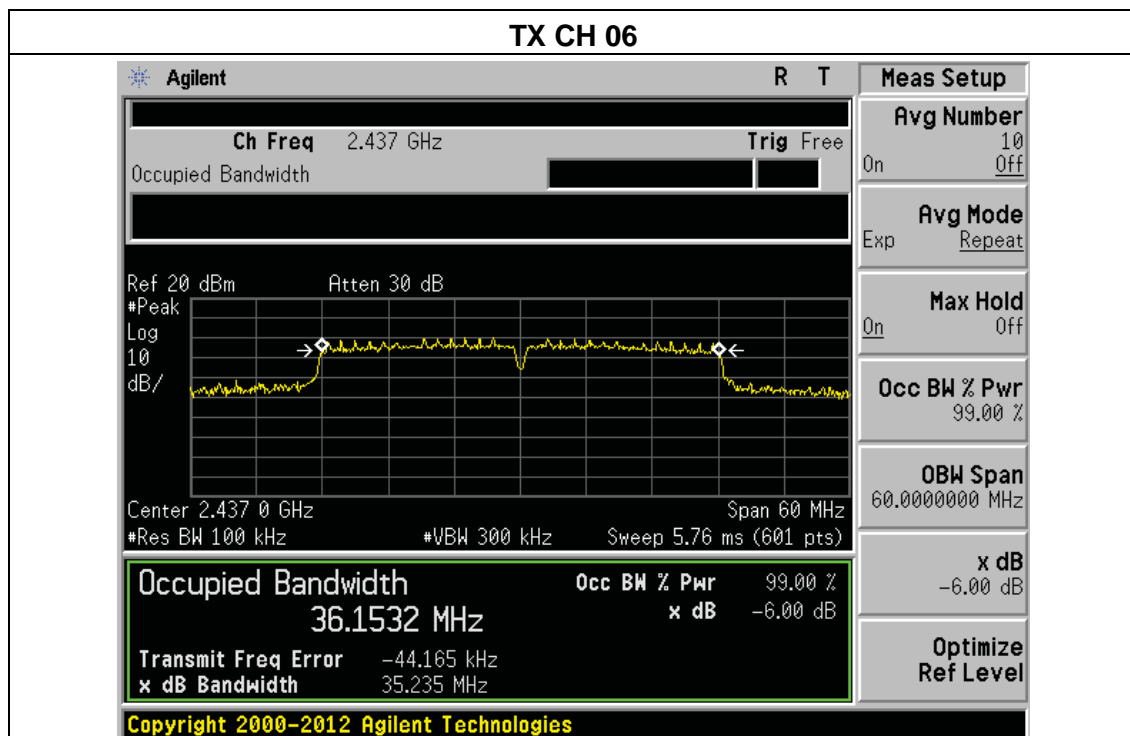 TX CH 06
Agilent R T
Meas Setup
Ch Freq 2.437 GHz Trig Free
Occupied Bandwidth
Ref 20 dBm Atten 30 dB
#Peak
Log
10
dB/
Center 2.437 0 GHz Span 60 MHz
#Res BW 100 kHz #VBW 300 kHz Sweep 5.76 ms (601 pts)
Occupied Bandwidth Occ BW % Pwr 99.00 %
36.1532 MHz x dB -6.00 dB
Transmit Freq Error -44.165 kHz
x dB Bandwidth 35.235 MHz
Copyright 2000-2012 Agilent Technologies
Avg Number
10
On Off
Avg Mode
Exp Repeat
Max Hold
On Off
Occ BW % Pwr
99.00 %
OBW Span
60.0000000 MHz
x dB
-6.00 dB
Optimize
Ref Level